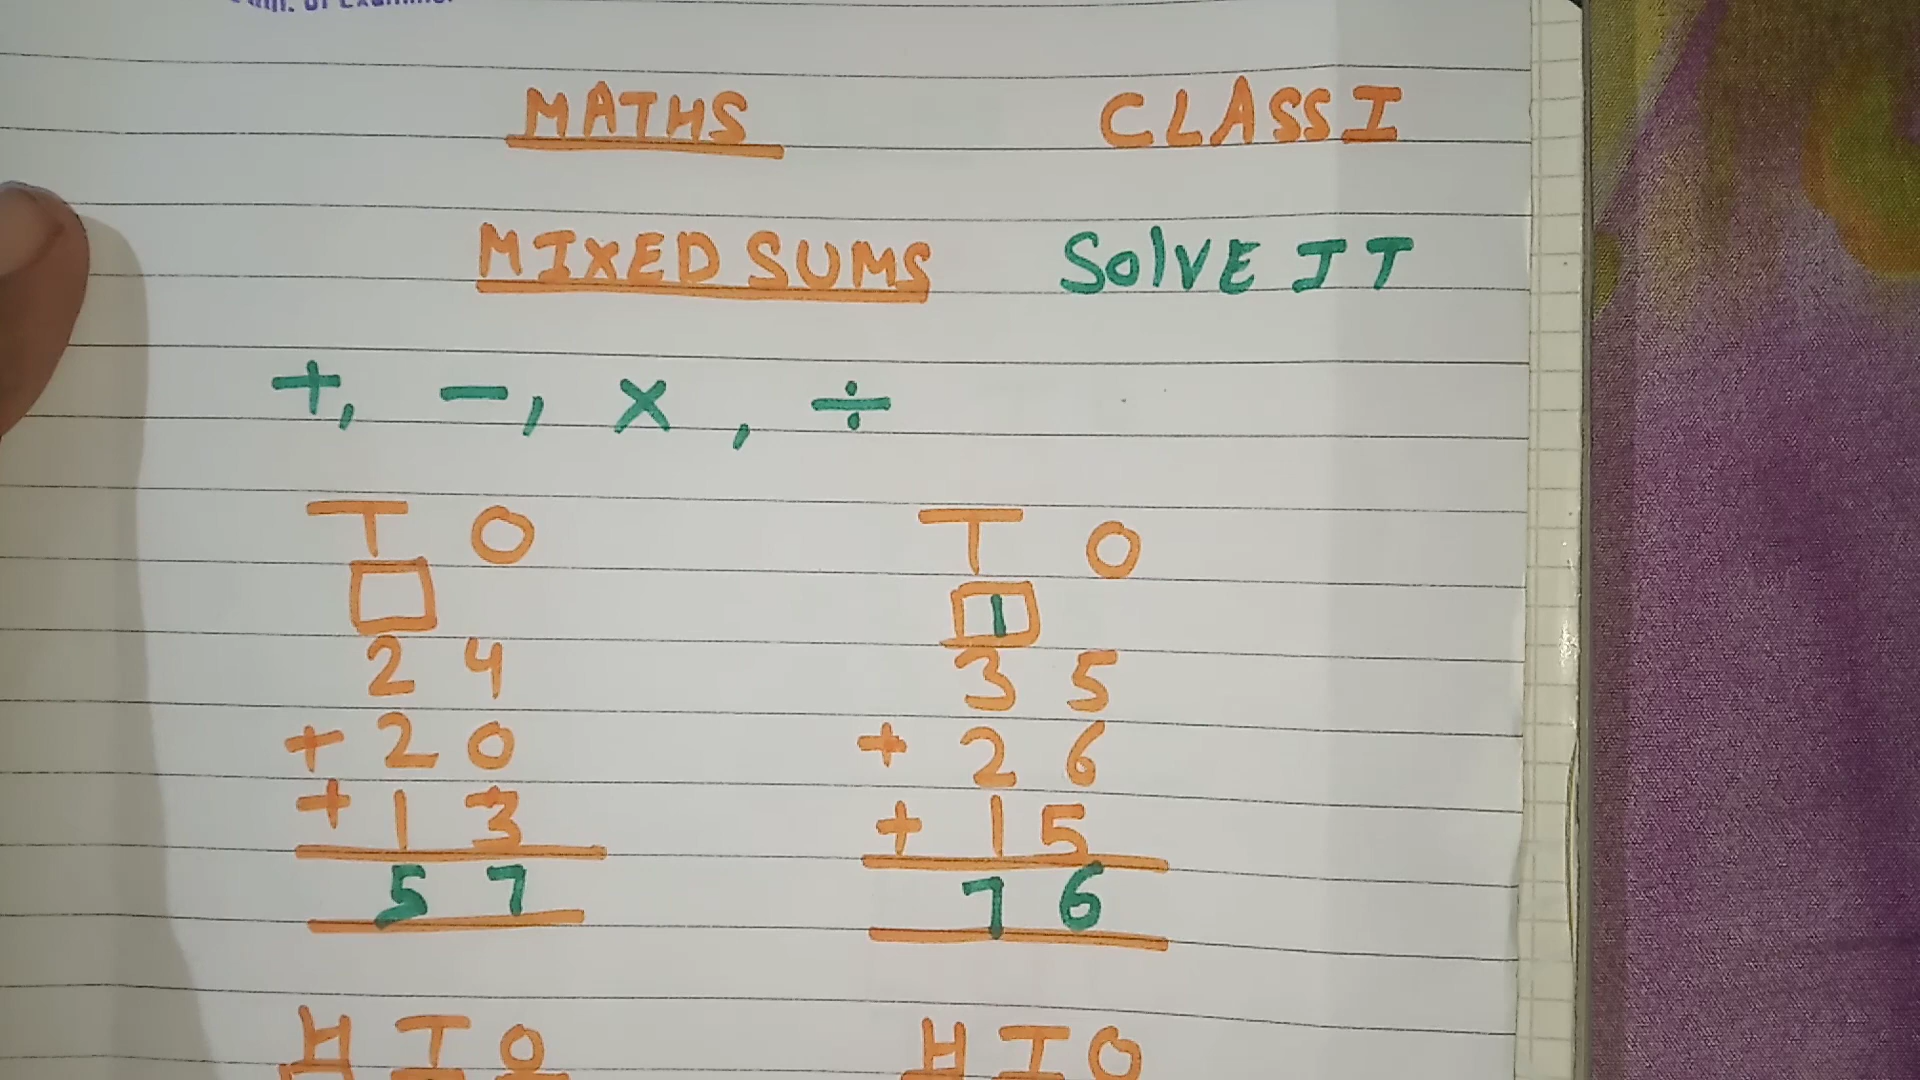 MATHS CLASS I
MIXED SUMS SOLVE IT
+, -, × , ÷
T O T O
1
2 4 3 5
+ 2 0 + 2 6
+ 1 3 + 1 5
5 7 7 6
H T O H T O